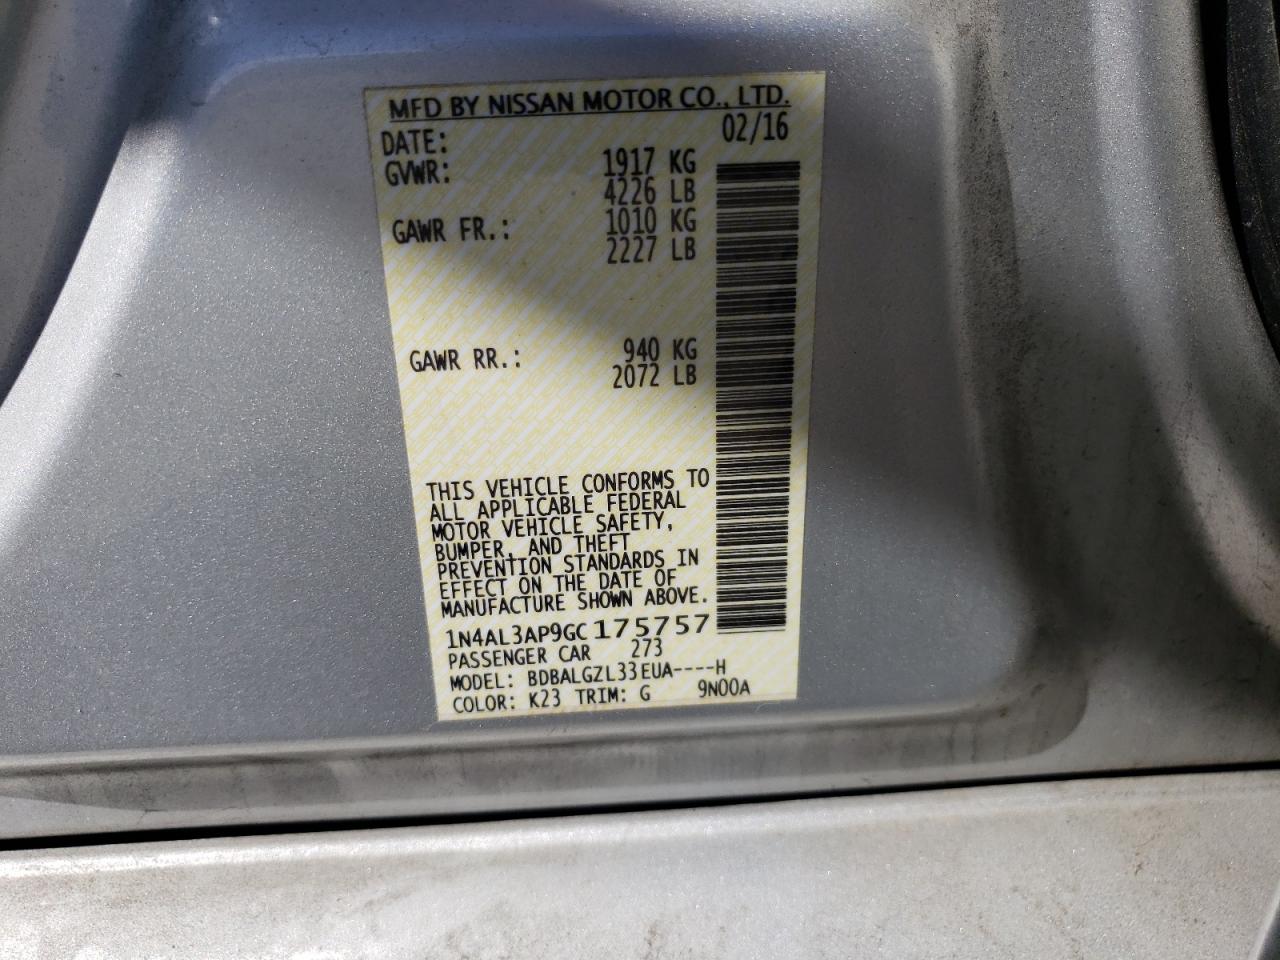 MFD BY NISSAN MOTOR CO., LTD.
DATE: 02/16
GVWR: 1917 KG
4226 LB
GAWR FR.: 1010 KG
2227 LB
GAWR RR.: 940 KG
2072 LB
THIS VEHICLE CONFORMS TO
ALL APPLICABLE FEDERAL
MOTOR VEHICLE SAFETY,
BUMPER, AND THEFT
PREVENTION STANDARDS IN
EFFECT ON THE DATE OF
MANUFACTURE SHOWN ABOVE.
1N4AL3AP9GC175757
PASSENGER CAR 273
MODEL: BDBALGZL33EUA----H
COLOR: K23 TRIM: G 9N00A